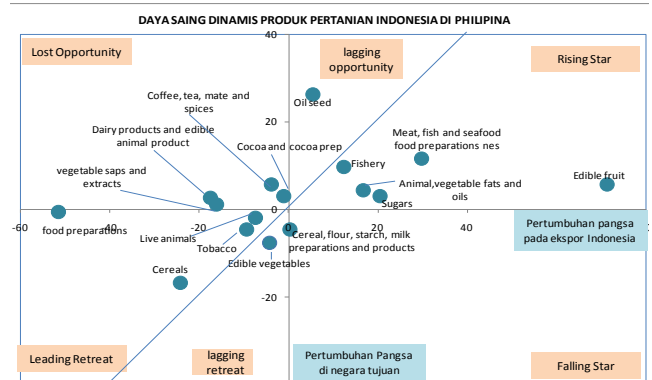 DAYA SAING DINAMIS PRODUK PERTANIAN INDONESIA DI PHILIPINA
40
Lost Opportunity
lagging
opportunity
Rising Star
Coffee, tea, mate and
spices
Oil seed
20
Dairy products and edible
animal product
Cocoa and cocoa prep
Meat, fish and seafood
food preparations nes
Fishery
vegetable saps and
extracts
Animal,vegetable fats and
oils
Edible fruit
Sugars
0
-60
-40
-20
0
20
40
food preparations
Live animals
Tobacco
Cereal, flour, starch, milk
preparations and products
Pertumbuhan pangsa
pada ekspor Indonesia
Cereals
Edible vegetables
-20
Leading Retreat
lagging
retreat
Pertumbuhan Pangsa
di negara tujuan
Falling Star